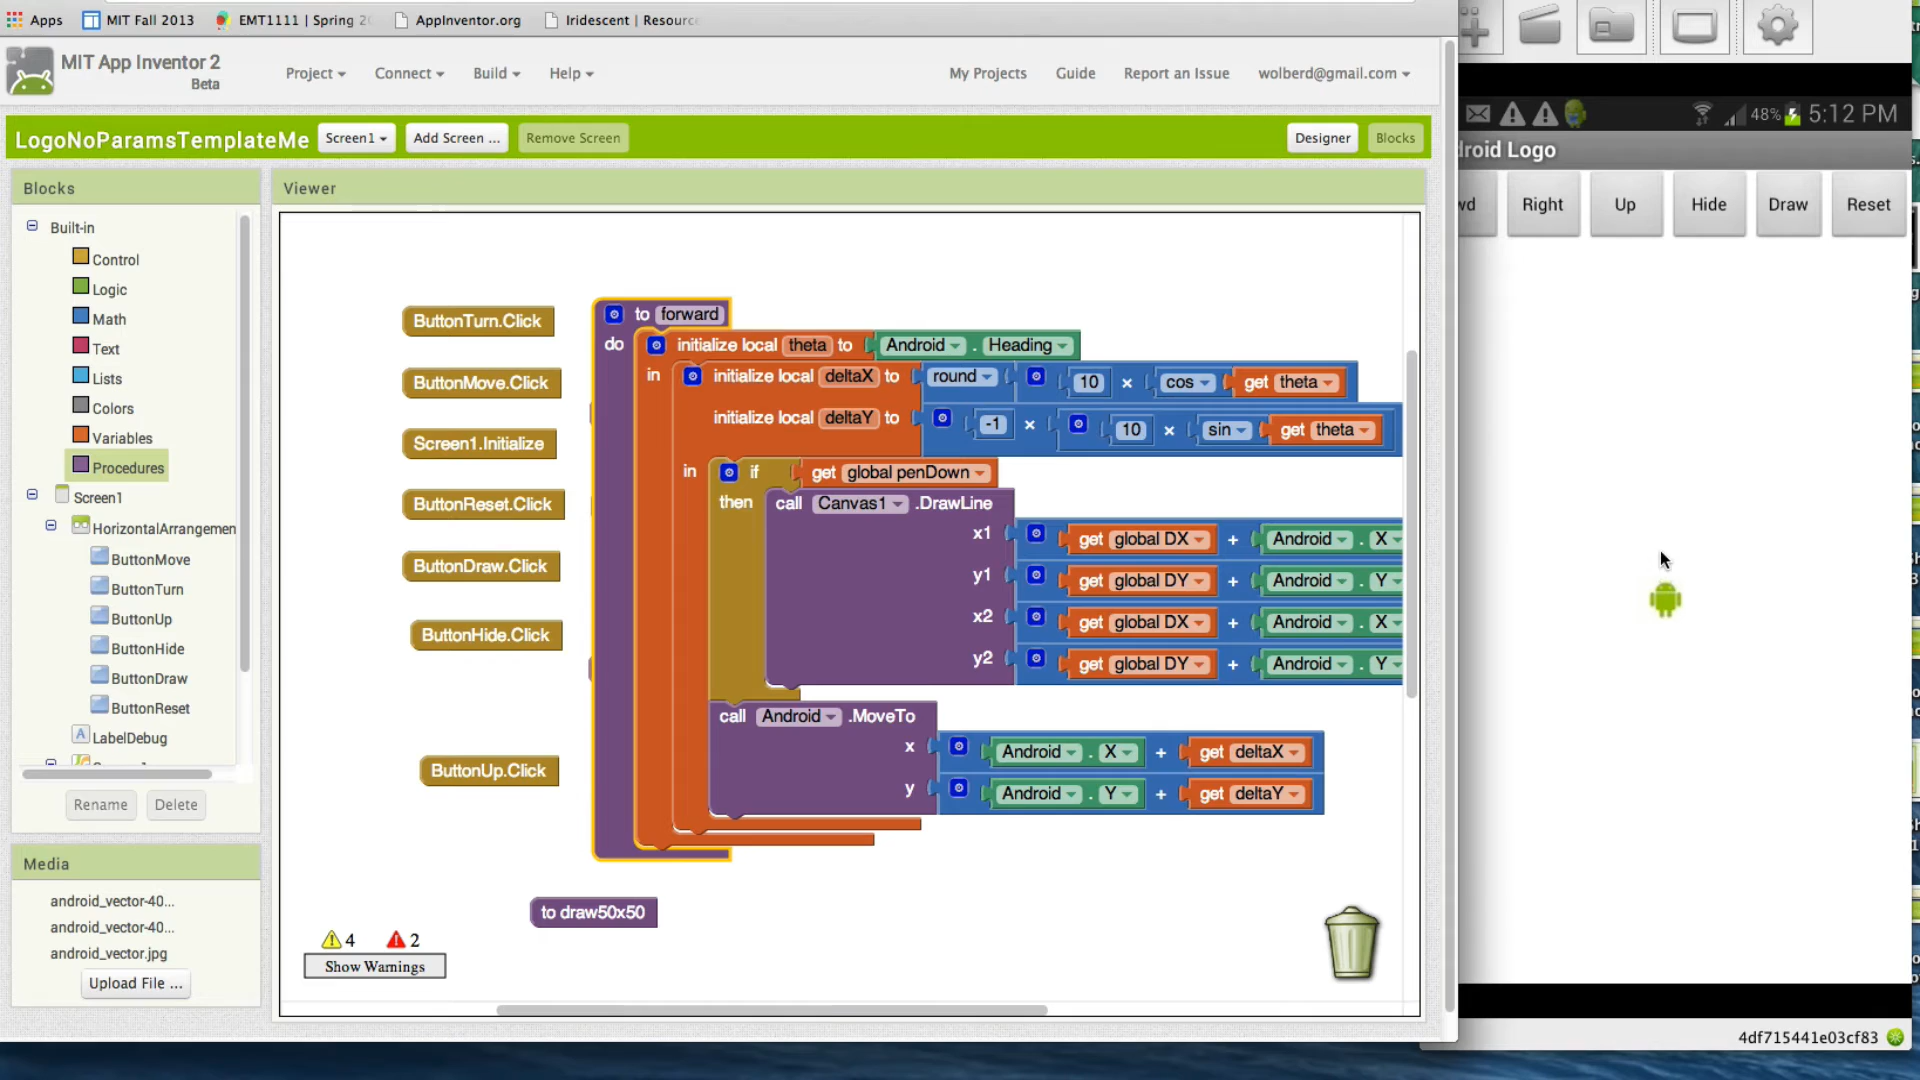 Apps MIT Fall 2013 EMT1111 | Spring 2 AppInventor.org Iridescent | Resourc
MIT App Inventor 2
Beta
Project Connect Build Help My Projects Guide Report an Issue wolberd@gmail.com
LogoNoParamsTemplateMe Screen1 Add Screen ... Remove Screen Designer Blocks
Blocks
Built-in
Control
Logic
Math
Text
Lists
Colors
Variables
Procedures
Screen1
HorizontalArrangemen
ButtonMove
ButtonTurn
ButtonUp
ButtonHide
ButtonDraw
ButtonReset
LabelDebug
Rename Delete
Media
android_vector-40...
android_vector-40...
android_vector.jpg
Upload File ...
Viewer
ButtonTurn.Click
ButtonMove.Click
Screen1.Initialize
ButtonReset.Click
ButtonDraw.Click
ButtonHide.Click
ButtonUp.Click
to forward
do initialize local theta to Android . Heading
in initialize local deltaX to round 10 × cos get theta
initialize local deltaY to -1 × 10 × sin get theta
in if get global penDown
then call Canvas1 .DrawLine
x1 get global DX + Android . X
y1 get global DY + Android . Y
x2 get global DX + Android . X
y2 get global DY + Android . Y
call Android .MoveTo
x Android . X + get deltaX
y Android . Y + get deltaY
to draw50x50
4 2
Show Warnings
48% 5:12 PM
droid Logo
wd Right Up Hide Draw Reset
4df715441e03cf83